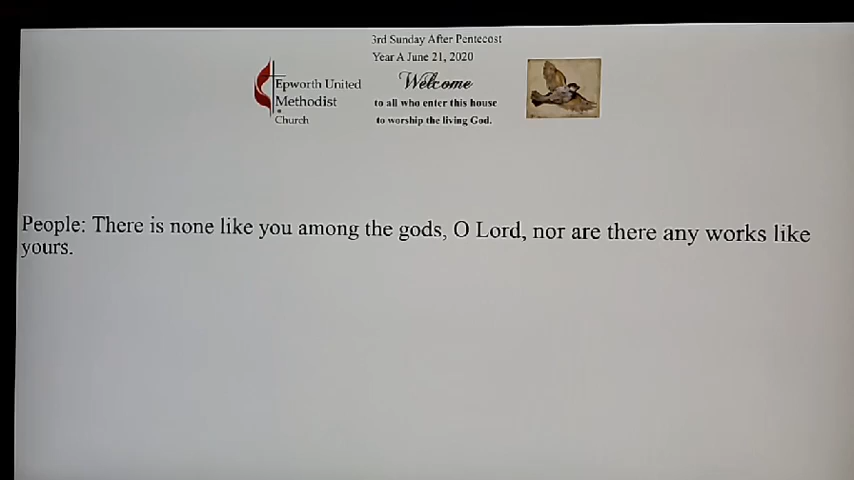 3rd Sunday After Pentecost
Year A June 21, 2020
Epworth United
Methodist
Church
Welcome
to all who enter this house
to worship the living God.
People: There is none like you among the gods, O Lord, nor are there any works like
yours.